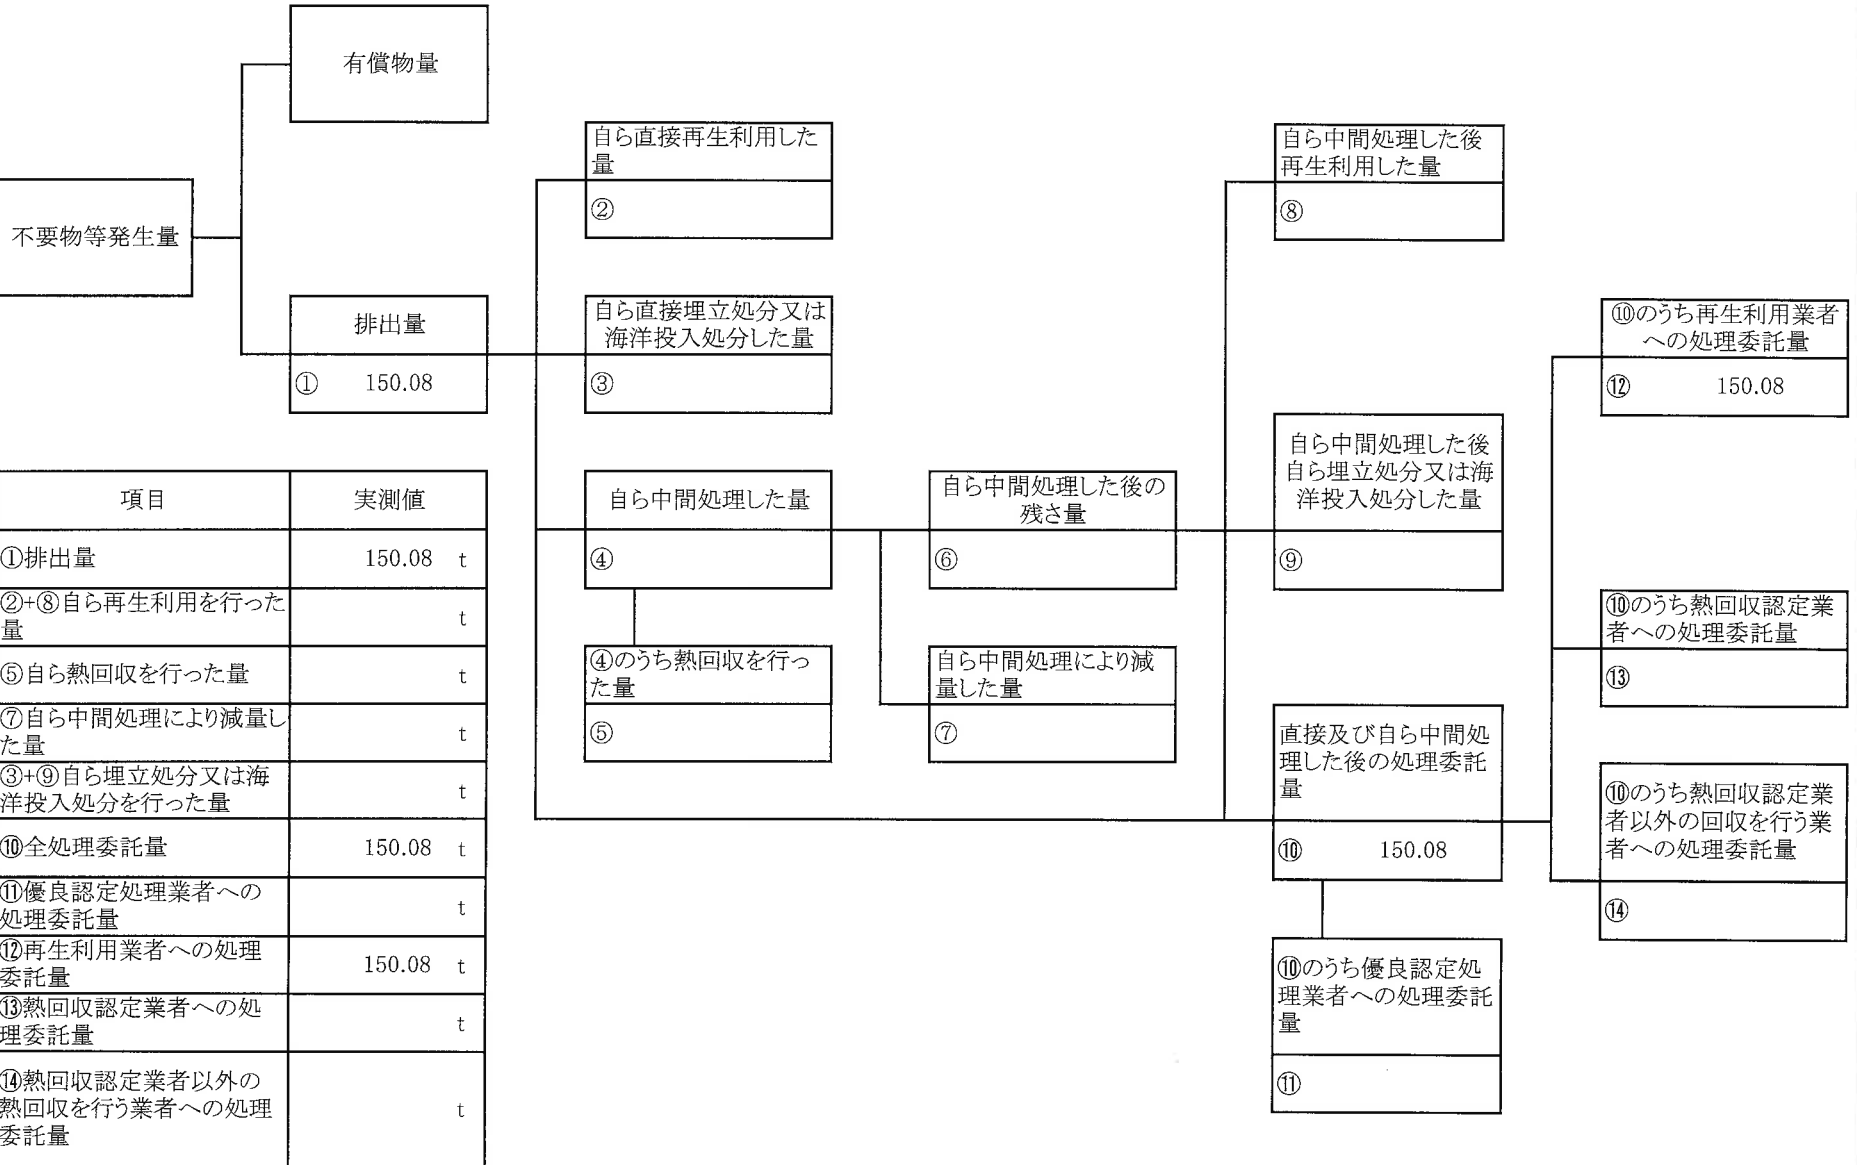 有償物量
自ら直接再生利用した
量
②
自ら中間処理した後
再生利用した量
⑧
不要物等発生量
排出量
① 150.08
自ら直接埋立処分又は
海洋投入処分した量
③
⑩のうち再生利用業者
への処理委託量
⑫ 150.08
自ら中間処理した量
④
自ら中間処理した後の
残さ量
⑥
自ら中間処理した後
自ら埋立処分又は海
洋投入処分した量
⑨
⑩のうち熱回収認定業
者への処理委託量
⑬
④のうち熱回収を行っ
た量
⑤
自ら中間処理により減
量した量
⑦
直接及び自ら中間処
理した後の処理委託
量
⑩ 150.08
⑩のうち熱回収認定業
者以外の回収を行う業
者への処理委託量
⑭
⑩のうち優良認定処
理業者への処理委託
量
⑪
項目 実測値
①排出量 150.08 t
②+⑧自ら再生利用を行った
量
t
⑤自ら熱回収を行った量 t
⑦自ら中間処理により減量し
た量
t
③+⑨自ら埋立処分又は海
洋投入処分を行った量
t
⑩全処理委託量 150.08 t
⑪優良認定処理業者への
処理委託量
t
⑫再生利用業者への処理
委託量
150.08 t
⑬熱回収認定業者への処
理委託量
t
⑭熱回収認定業者以外の
熱回収を行う業者への処理
委託量
t